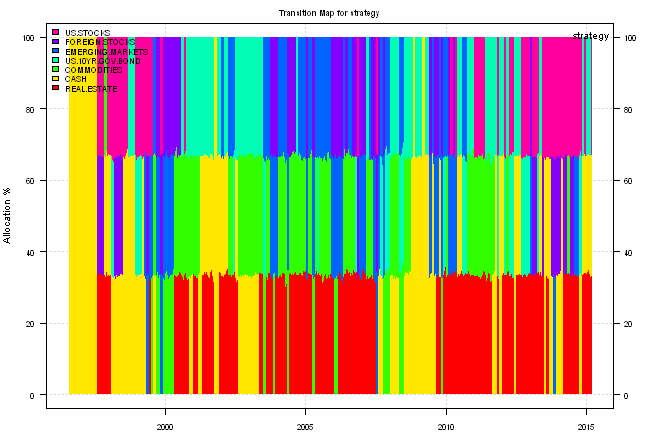 Transition Map for strategy
strategy
US.STOCKS
FOREIGN.STOCKS
EMERGING.MARKETS
US.10YR.GOV.BOND
COMMODITIES
CASH
REAL.ESTATE
Allocation %
100
80
60
40
20
0
100
80
60
40
20
0
2000 2005 2010 2015